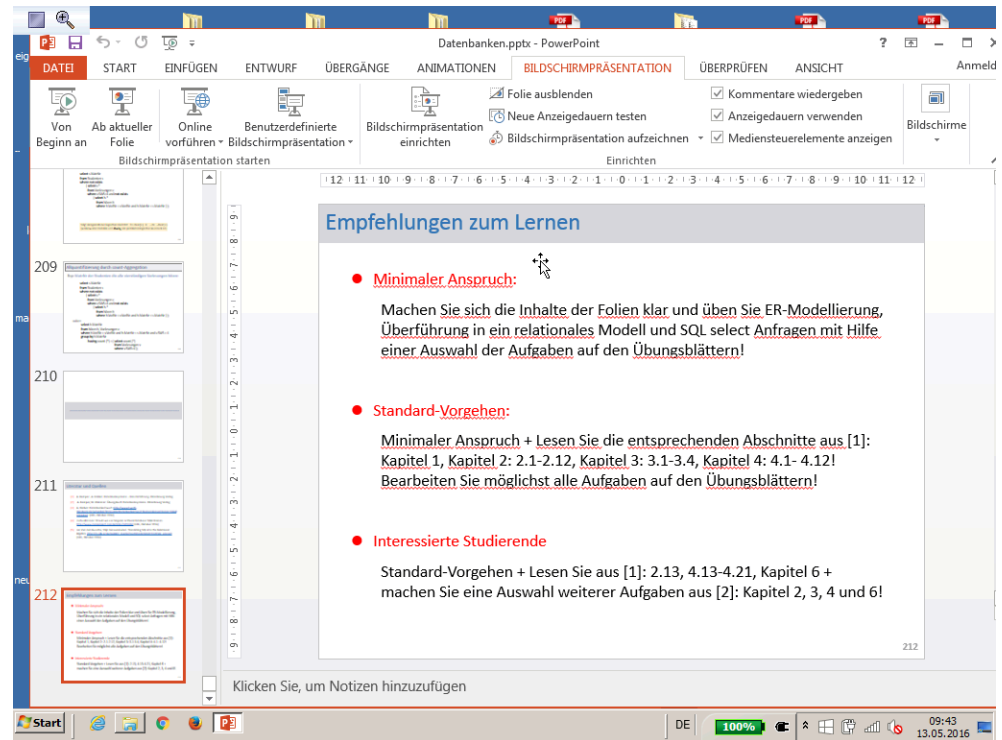 Datenbanken.pptx - PowerPoint
eig
DATEI START EINFÜGEN ENTWURF ÜBERGÄNGE ANIMATIONEN BILDSCHIRMPRÄSENTATION ÜBERPRÜFEN ANSICHT Anmeld
Von Beginn an
Ab aktueller Folie
Online vorführen
Benutzerdefinierte Bildschirmpräsentation
Bildschirmpräsentation einrichten
Folie ausblenden
Neue Anzeigedauern testen
Bildschirmpräsentation aufzeichnen
Kommentare wiedergeben
Anzeigedauern verwenden
Mediensteuerelemente anzeigen
Bildschirme
Bildschirmpräsentation starten
Einrichten
209
210
211
212
Empfehlungen zum Lernen
Minimaler Anspruch:
Machen Sie sich die Inhalte der Folien klar und üben Sie ER-Modellierung,
Überführung in ein relationales Modell und SQL select Anfragen mit Hilfe
einer Auswahl der Aufgaben auf den Übungsblättern!
Standard-Vorgehen:
Minimaler Anspruch + Lesen Sie die entsprechenden Abschnitte aus [1]:
Kapitel 1, Kapitel 2: 2.1-2.12, Kapitel 3: 3.1-3.4, Kapitel 4: 4.1- 4.12!
Bearbeiten Sie möglichst alle Aufgaben auf den Übungsblättern!
Interessierte Studierende
Standard-Vorgehen + Lesen Sie aus [1]: 2.13, 4.13-4.21, Kapitel 6 +
machen Sie eine Auswahl weiterer Aufgaben aus [2]: Kapitel 2, 3, 4 und 6!
212
Klicken Sie, um Notizen hinzuzufügen
Start
DE
100%
09:43
13.05.2016